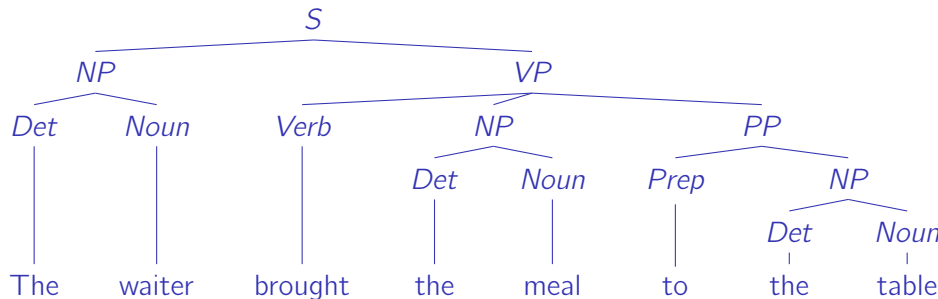 S
NP VP
Det Noun Verb NP PP
Det Noun Prep NP
Det Noun
The waiter brought the meal to the table